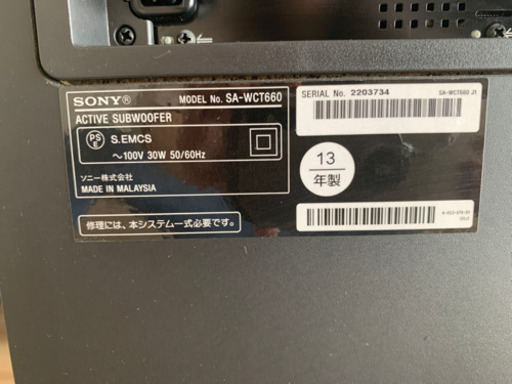 SONY®
MODEL No. SA-WCT660
ACTIVE SUBWOOFER
PS E
S.EMCS
～100V 30W 50/60Hz
ソニー株式会社
MADE IN MALAYSIA
修理には、本システム一式必要です。
SERIAL No. 2203734
SA-WCT660 J1
13
年製